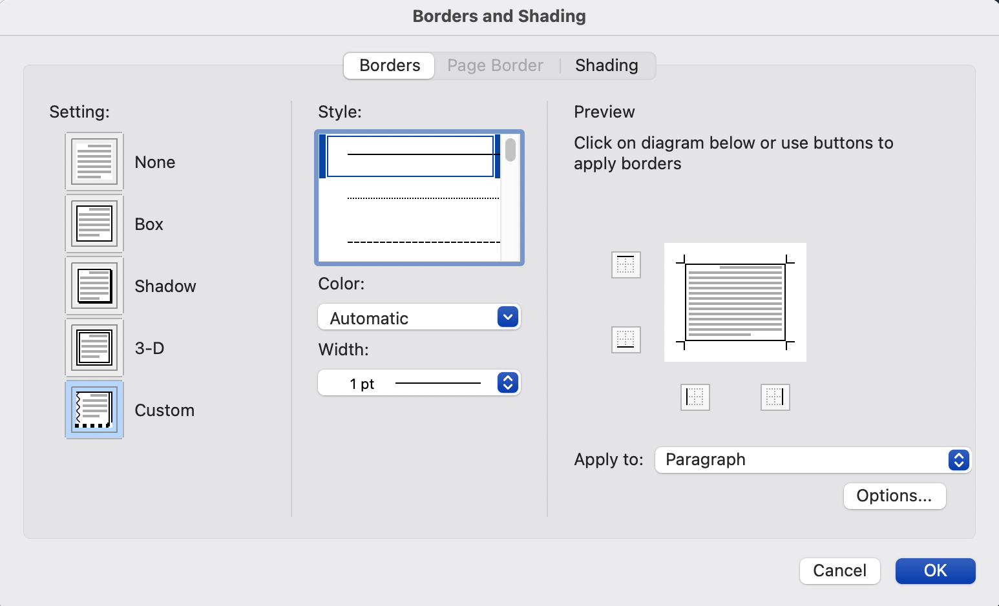 Borders and Shading
Borders
Page Border
Shading
Setting:
None
Box
Shadow
3-D
Custom
Style:
Color:
Automatic
Width:
1 pt
Preview
Click on diagram below or use buttons to
apply borders
Apply to:
Paragraph
Options...
Cancel
OK